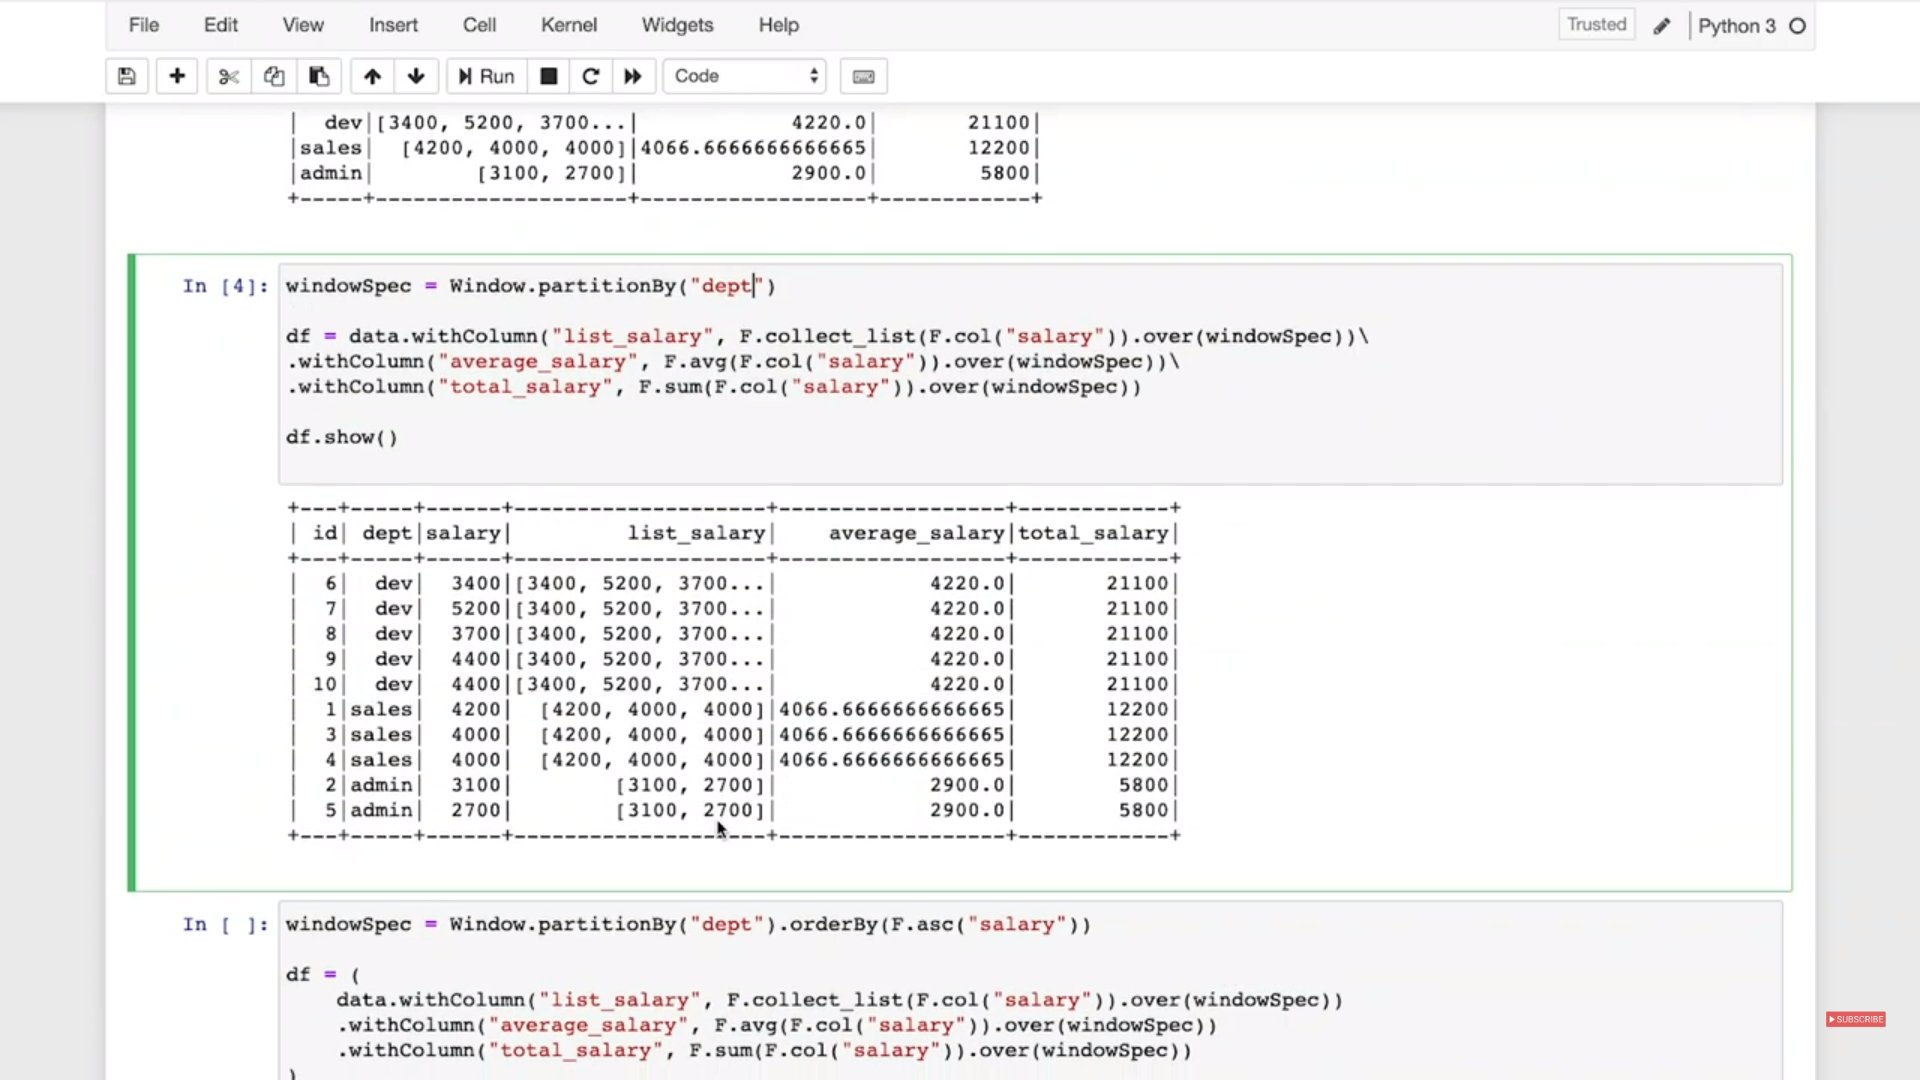 File Edit View Insert Cell Kernel Widgets Help Trusted Python 3
Run Code
| dev|[3400, 5200, 3700...| 4220.0| 21100|
|sales| [4200, 4000, 4000]|4066.6666666666665| 12200|
|admin| [3100, 2700]| 2900.0| 5800|
+-----+--------------------+------------------+------------+
In [4]: windowSpec = Window.partitionBy("dept")
df = data.withColumn("list_salary", F.collect_list(F.col("salary")).over(windowSpec))\
.withColumn("average_salary", F.avg(F.col("salary")).over(windowSpec))\
.withColumn("total_salary", F.sum(F.col("salary")).over(windowSpec))
df.show()
+---+-----+------+--------------------+------------------+------------+
| id| dept|salary| list_salary| average_salary|total_salary|
+---+-----+------+--------------------+------------------+------------+
| 6| dev| 3400|[3400, 5200, 3700...| 4220.0| 21100|
| 7| dev| 5200|[3400, 5200, 3700...| 4220.0| 21100|
| 8| dev| 3700|[3400, 5200, 3700...| 4220.0| 21100|
| 9| dev| 4400|[3400, 5200, 3700...| 4220.0| 21100|
| 10| dev| 4400|[3400, 5200, 3700...| 4220.0| 21100|
| 1|sales| 4200| [4200, 4000, 4000]|4066.6666666666665| 12200|
| 3|sales| 4000| [4200, 4000, 4000]|4066.6666666666665| 12200|
| 4|sales| 4000| [4200, 4000, 4000]|4066.6666666666665| 12200|
| 2|admin| 3100| [3100, 2700]| 2900.0| 5800|
| 5|admin| 2700| [3100, 2700]| 2900.0| 5800|
+---+-----+------+--------------------+------------------+------------+
In [ ]: windowSpec = Window.partitionBy("dept").orderBy(F.asc("salary"))
df = (
data.withColumn("list_salary", F.collect_list(F.col("salary")).over(windowSpec))
.withColumn("average_salary", F.avg(F.col("salary")).over(windowSpec))
.withColumn("total_salary", F.sum(F.col("salary")).over(windowSpec))
)
SUBSCRIBE